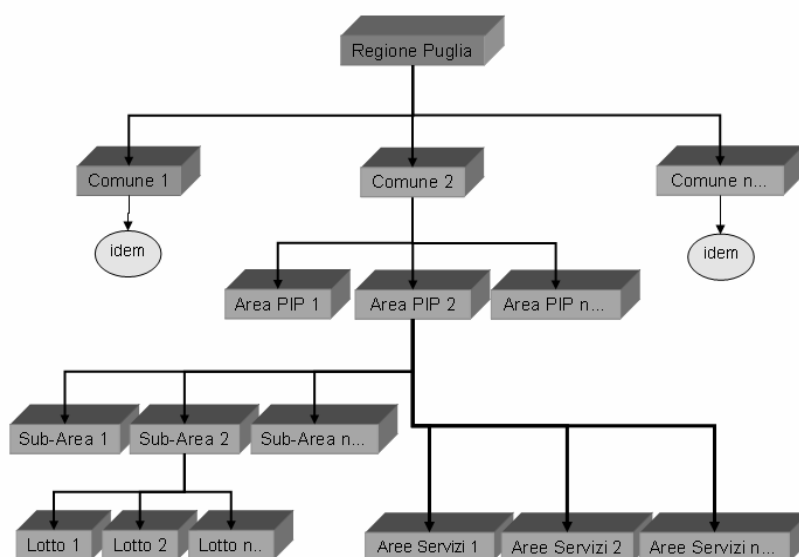 Regione Puglia
Comune 1
Comune 2
Comune n...
idem
idem
Area PIP 1
Area PIP 2
Area PIP n...
Sub-Area 1
Sub-Area 2
Sub-Area n...
Lotto 1
Lotto 2
Lotto n..
Aree Servizi 1
Aree Servizi 2
Aree Servizi n...